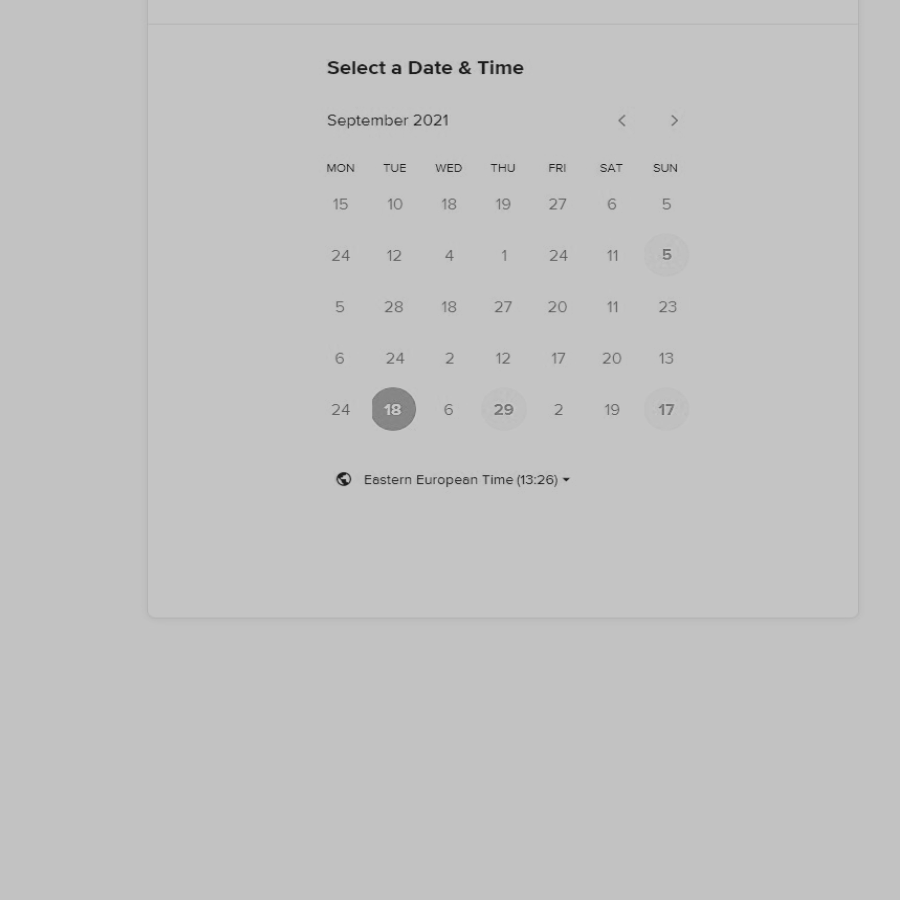 Select a Date & Time
September 2021
MON TUE WED THU FRI SAT SUN
15 10 18 19 27 6 5
24 12 4 1 24 11 5
5 28 18 27 20 11 23
6 24 2 12 17 20 13
24 18 6 29 2 19 17
Eastern European Time (13:26)